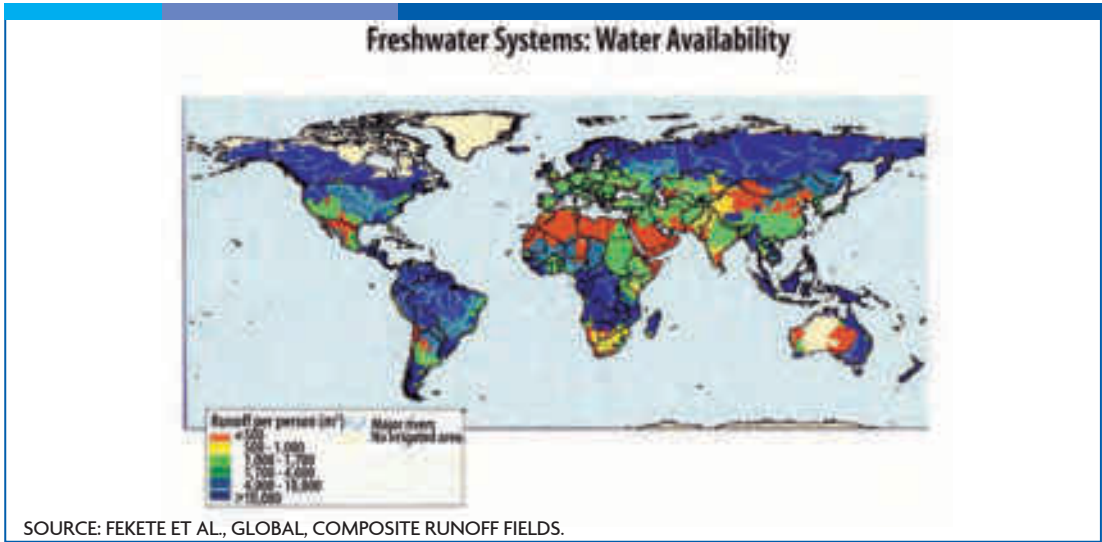 Freshwater Systems: Water Availability
Runoff per person (m³)
<500
500 - 1,000
1,000 - 1,700
1,700 - 4,000
4,000 - 10,000
>10,000
Major rivers
No irrigated area
SOURCE: FEKETE ET AL., GLOBAL, COMPOSITE RUNOFF FIELDS.